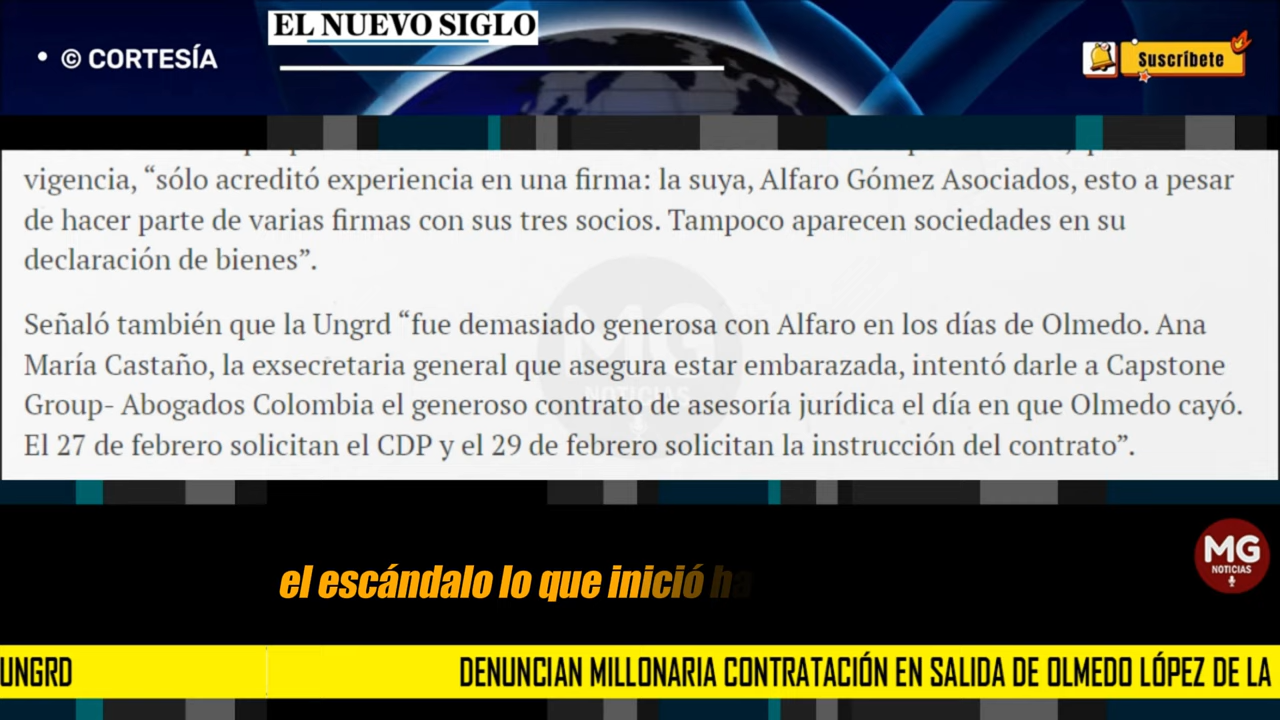 EL NUEVO SIGLO
• © CORTESÍA
Suscríbete
vigencia, “sólo acreditó experiencia en una firma: la suya, Alfaro Gómez Asociados, esto a pesar
de hacer parte de varias firmas con sus tres socios. Tampoco aparecen sociedades en su
declaración de bienes”.
Señaló también que la Ungrd “fue demasiado generosa con Alfaro en los días de Olmedo. Ana
María Castaño, la exsecretaria general que asegura estar embarazada, intentó darle a Capstone
Group- Abogados Colombia el generoso contrato de asesoría jurídica el día en que Olmedo cayó.
El 27 de febrero solicitan el CDP y el 29 de febrero solicitan la instrucción del contrato”.
MG
NOTICIAS
el escándalo lo que inició ha
MG
NOTICIAS
UNGRD
DENUNCIAN MILLONARIA CONTRATACIÓN EN SALIDA DE OLMEDO LÓPEZ DE LA